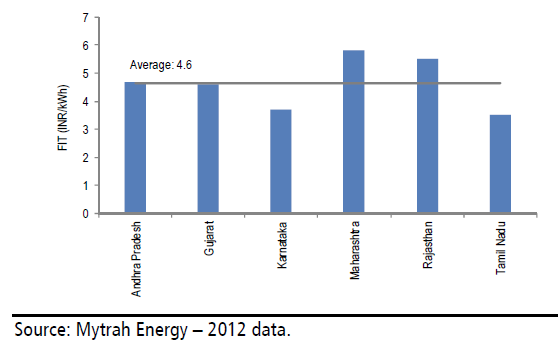 7
6
Average: 4.6
5
4
3
2
1
0
FIT (INR/kWh)
Andhra Pradesh
Gujarat
Karnataka
Maharashtra
Rajasthan
Tamil Nadu
Source: Mytrah Energy – 2012 data.